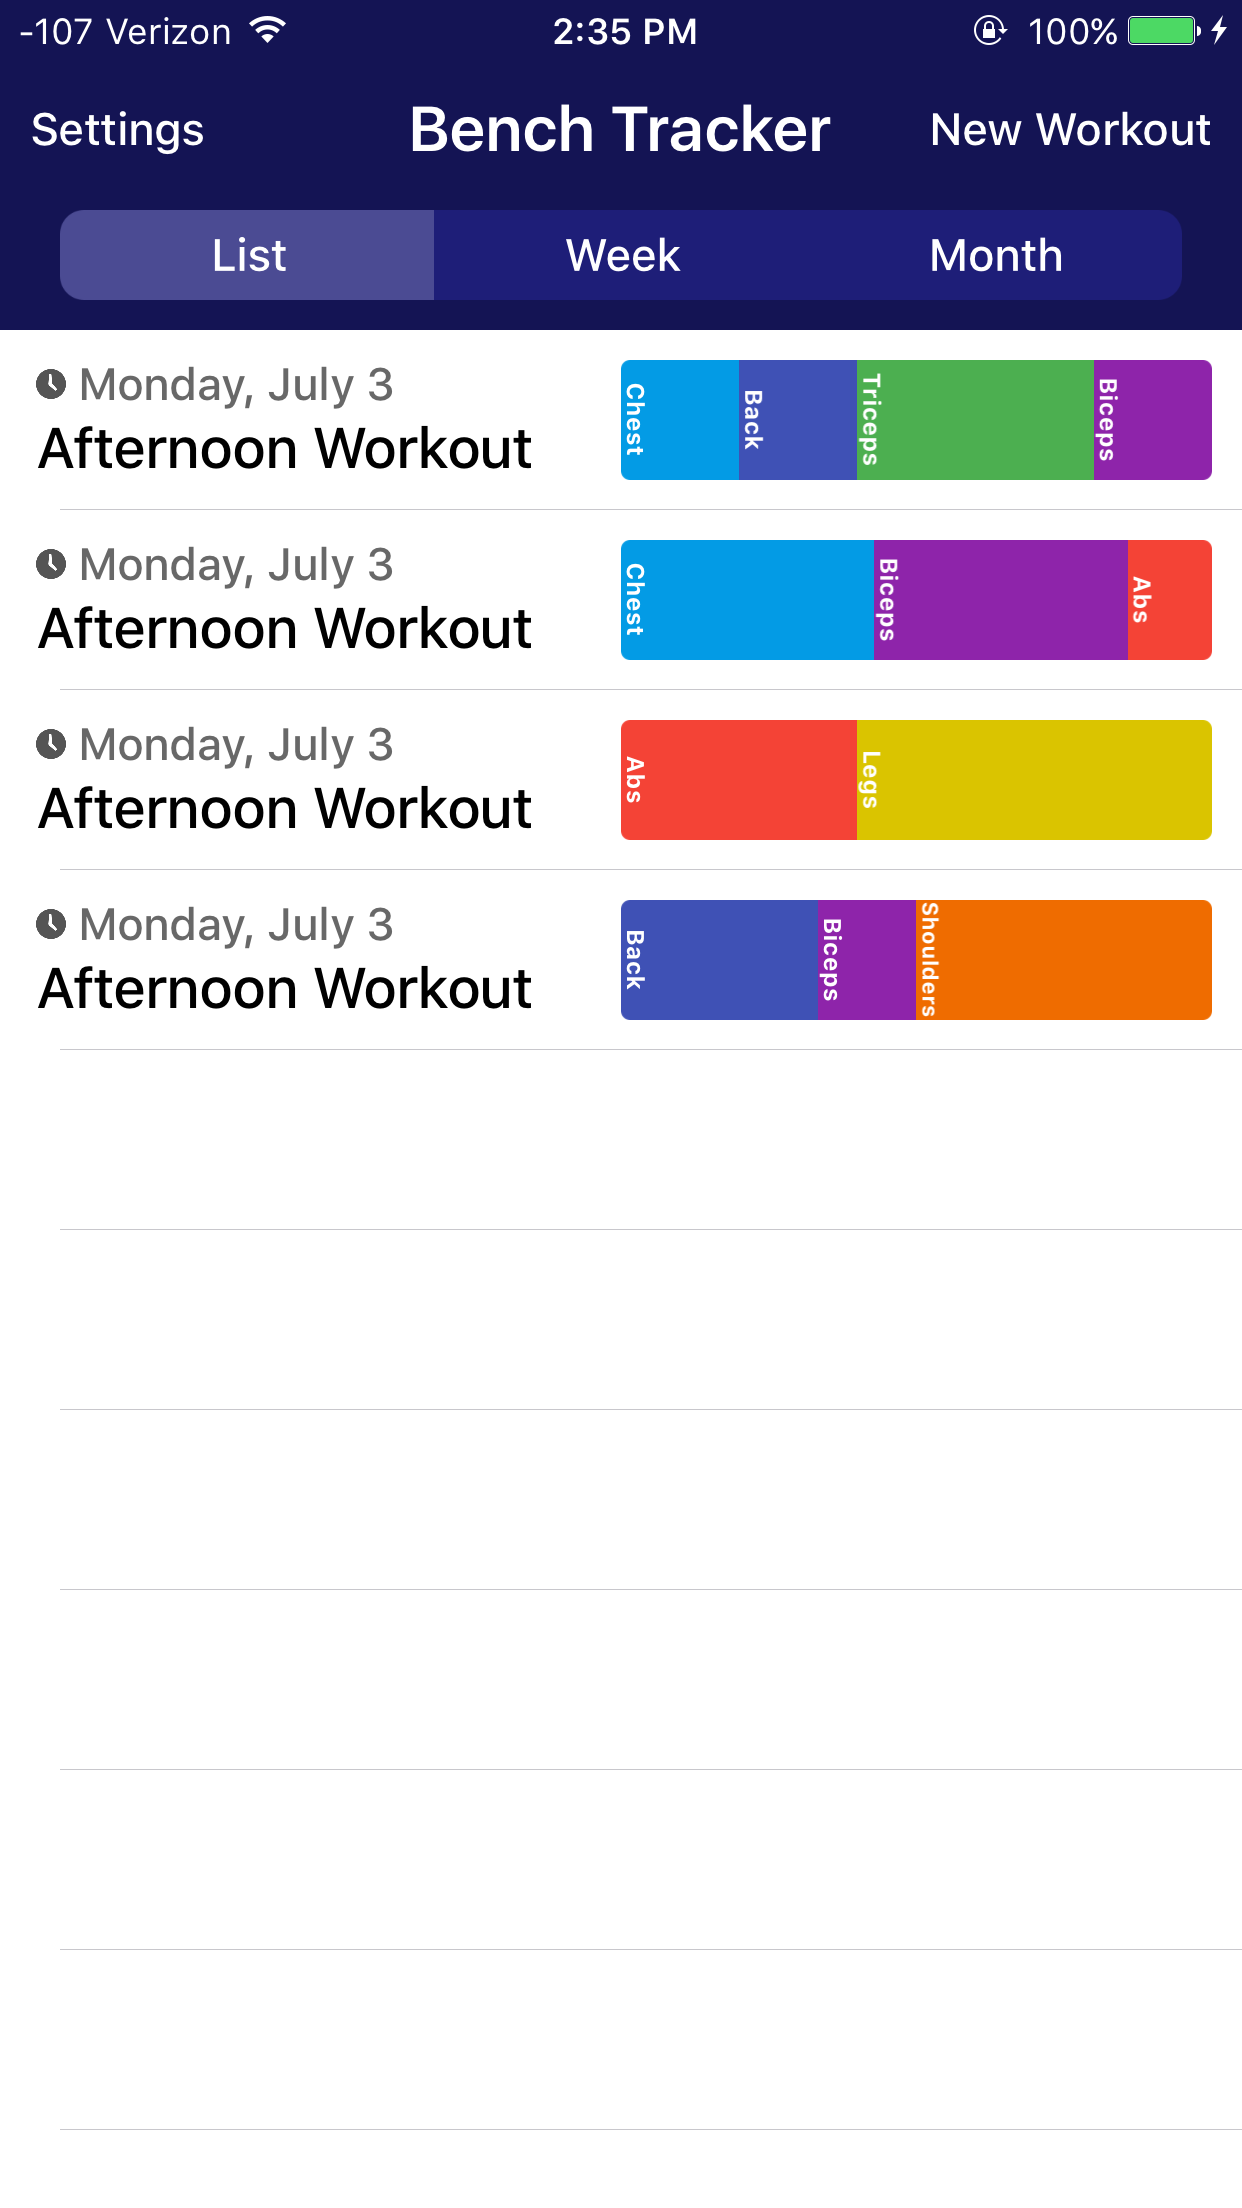 -107 Verizon 2:35 PM 100%
Settings Bench Tracker New Workout
List Week Month
Monday, July 3
Afternoon Workout
Chest Back Triceps Biceps
Monday, July 3
Afternoon Workout
Chest Biceps Abs
Monday, July 3
Afternoon Workout
Abs Legs
Monday, July 3
Afternoon Workout
Back Biceps Shoulders